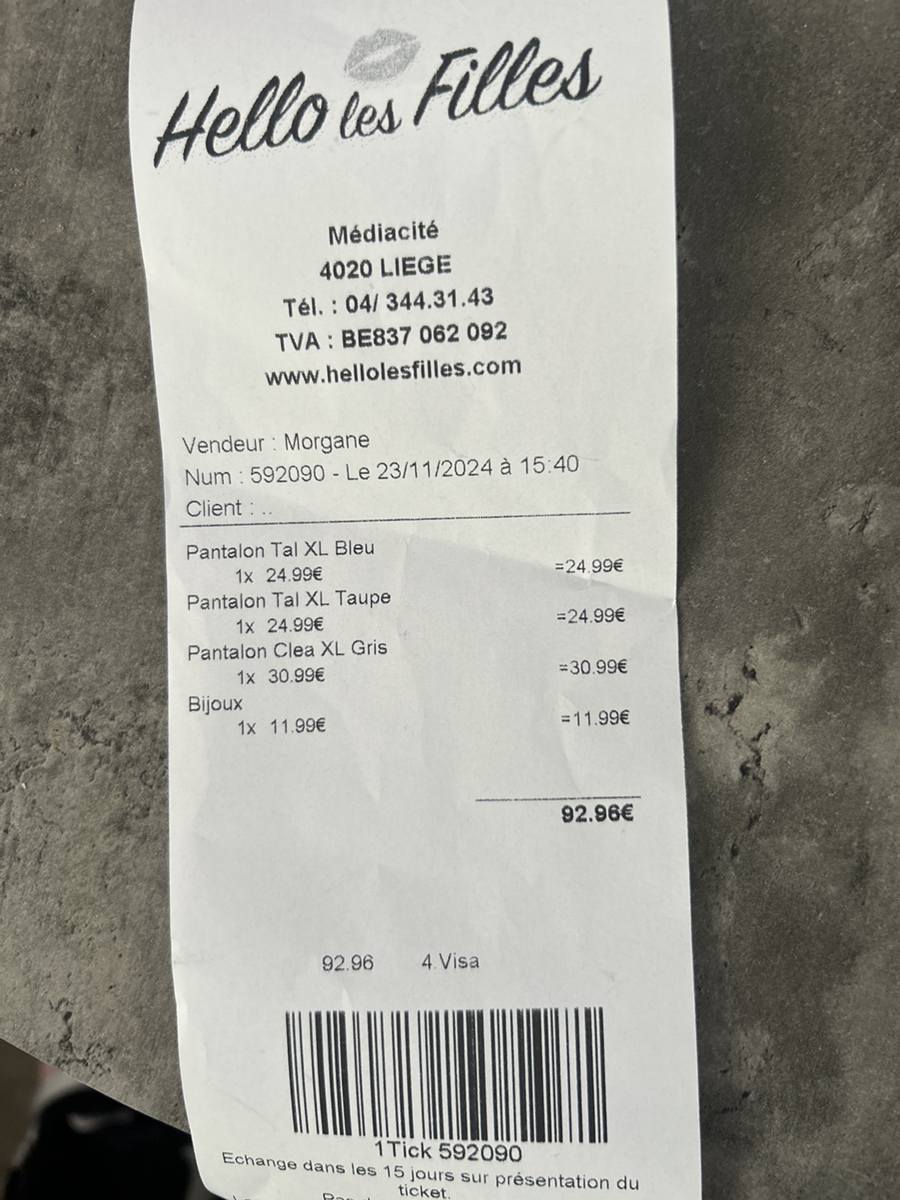 Hello les Filles
Médiacité
4020 LIEGE
Tél. : 04/ 344.31.43
TVA : BE837 062 092
www.hellolesfilles.com
Vendeur : Morgane
Num : 592090 - Le 23/11/2024 à 15:40
Client : ..
Pantalon Tal XL Bleu
1x 24.99€ =24.99€
Pantalon Tal XL Taupe
1x 24.99€ =24.99€
Pantalon Clea XL Gris
1x 30.99€ =30.99€
Bijoux
1x 11.99€ =11.99€
92.96€
92.96 4.Visa
1Tick 592090
Echange dans les 15 jours sur présentation du
ticket.